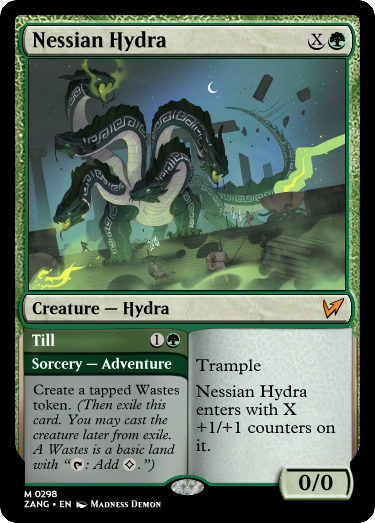 Nessian Hydra X
Creature — Hydra
Till 1
Sorcery — Adventure
Create a tapped Wastes
token. (Then exile this
card. You may cast the
creature later from exile.
A Wastes is a basic land
with “: Add .”)
Trample
Nessian Hydra
enters with X
+1/+1 counters on
it.
0/0
M 0298
ZANG • EN MADNESS DEMON